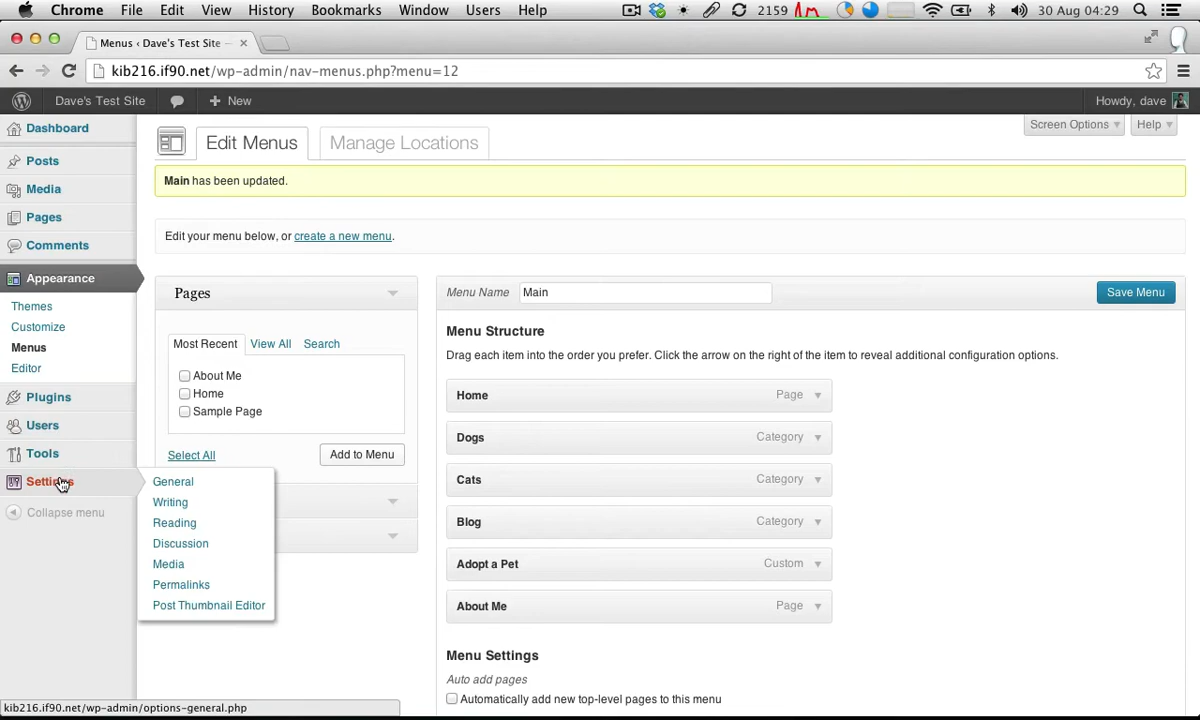 Chrome File Edit View History Bookmarks Window Users Help 2159 30 Aug 04:29
Menus ‹ Dave's Test Site –
kib216.if90.net/wp-admin/nav-menus.php?menu=12
Dave's Test Site + New Howdy, dave
Screen Options Help
Dashboard
Posts
Media
Pages
Comments
Appearance
Themes
Customize
Menus
Editor
Plugins
Users
Tools
Settings
Collapse menu
General
Writing
Reading
Discussion
Media
Permalinks
Post Thumbnail Editor
Edit Menus Manage Locations
Main has been updated.
Edit your menu below, or create a new menu.
Pages
Most Recent View All Search
About Me
Home
Sample Page
Select All Add to Menu
Menu Name Main Save Menu
Menu Structure
Drag each item into the order you prefer. Click the arrow on the right of the item to reveal additional configuration options.
Home Page
Dogs Category
Cats Category
Blog Category
Adopt a Pet Custom
About Me Page
Menu Settings
Auto add pages
Automatically add new top-level pages to this menu
kib216.if90.net/wp-admin/options-general.php